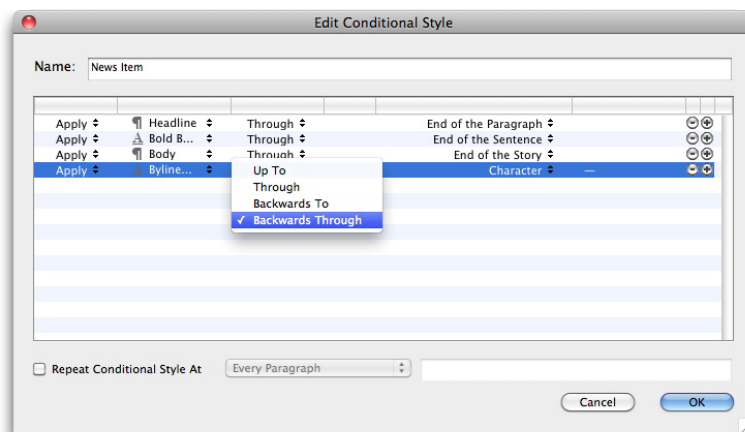 Edit Conditional Style
Name: News Item
Apply Headline Through End of the Paragraph
Apply Bold B... Through End of the Sentence
Apply Body Through End of the Story
Apply Byline... Character —
Up To
Through
Backwards To
✓ Backwards Through
Repeat Conditional Style At Every Paragraph
Cancel OK